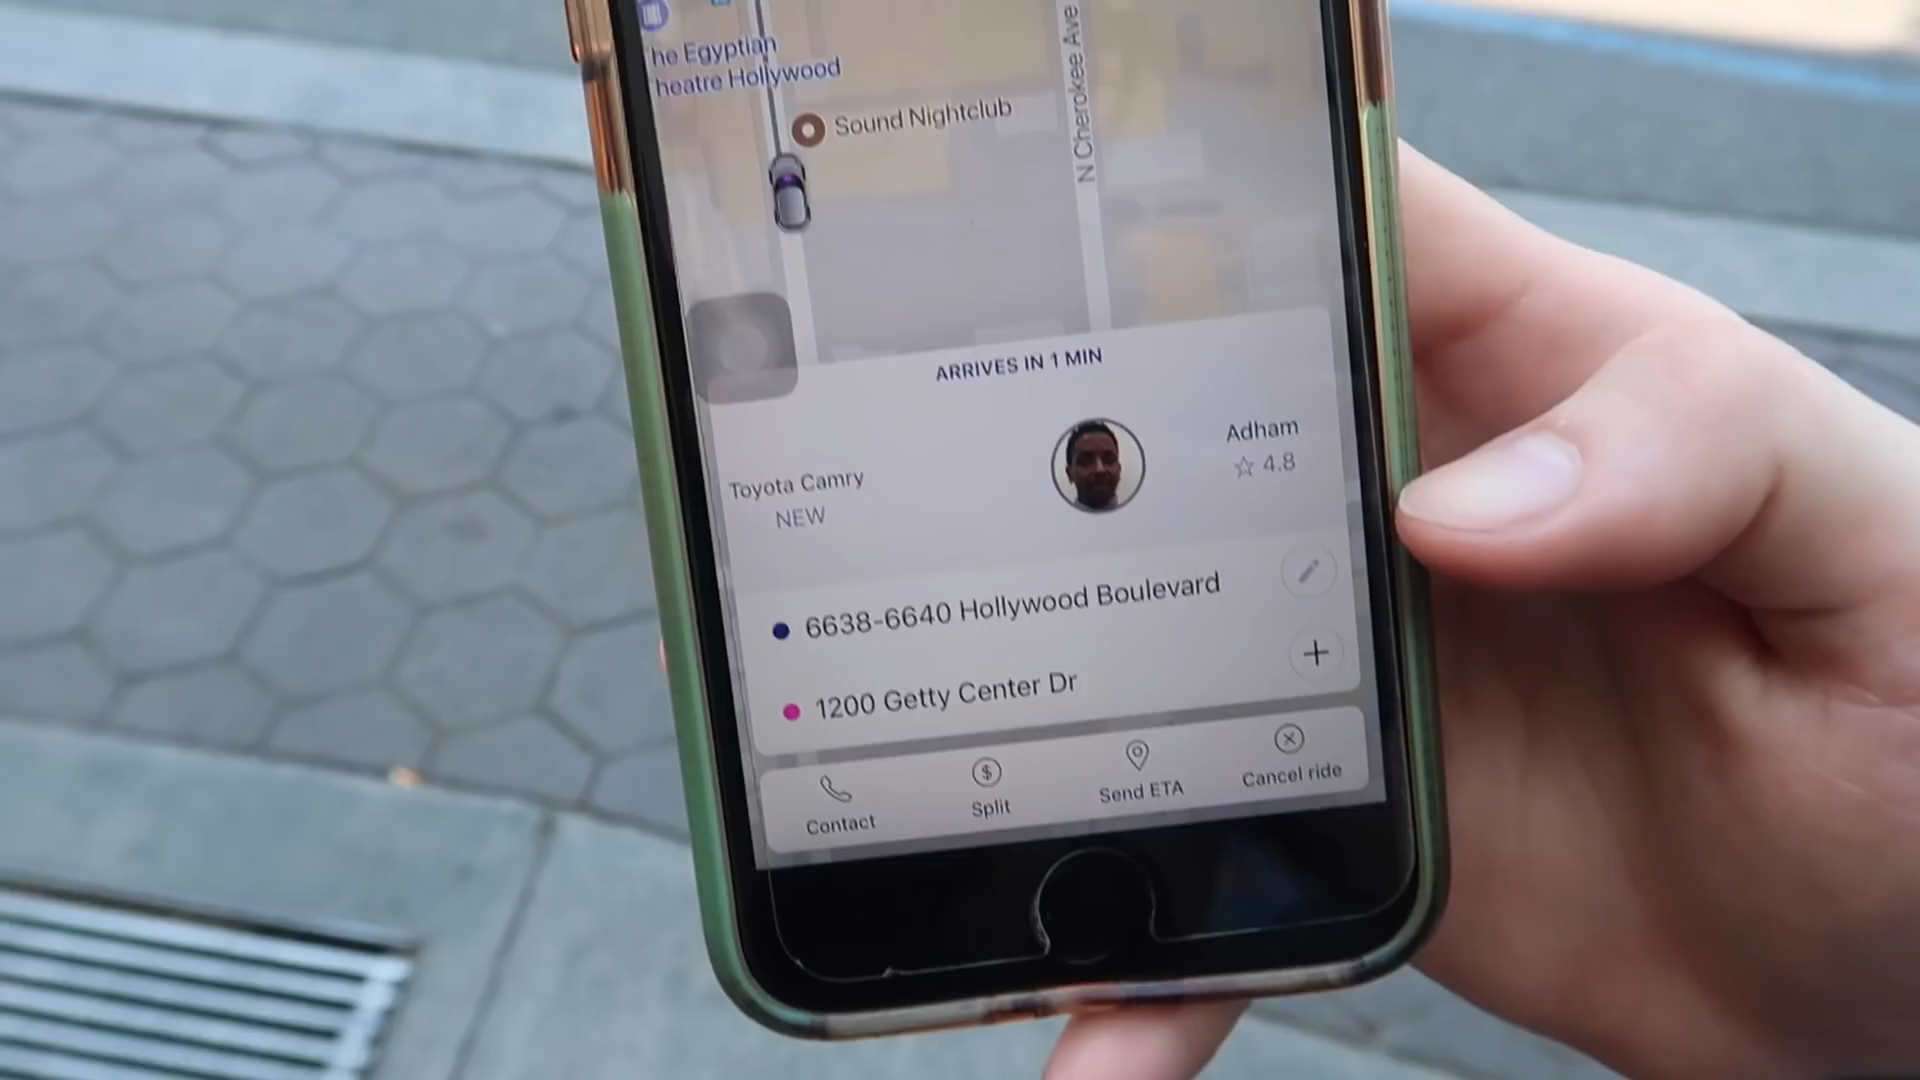 he Egyptian
heatre Hollywood
Sound Nightclub
N Cherokee Ave
ARRIVES IN 1 MIN
Toyota Camry
NEW
Adham
☆ 4.8
6638-6640 Hollywood Boulevard
1200 Getty Center Dr
+
Contact
$
Split
Send ETA
Cancel ride